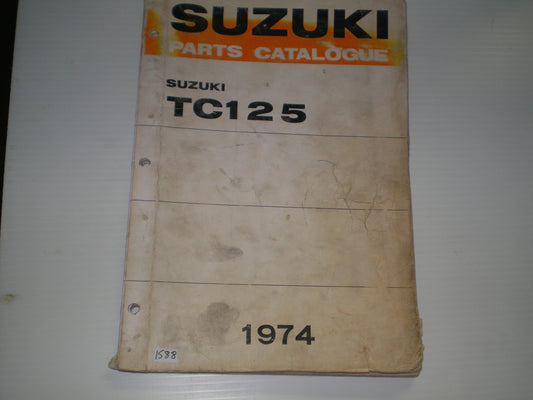 SUZUKI
PARTS CATALOGUE
SUZUKI
TC125
1974
1588